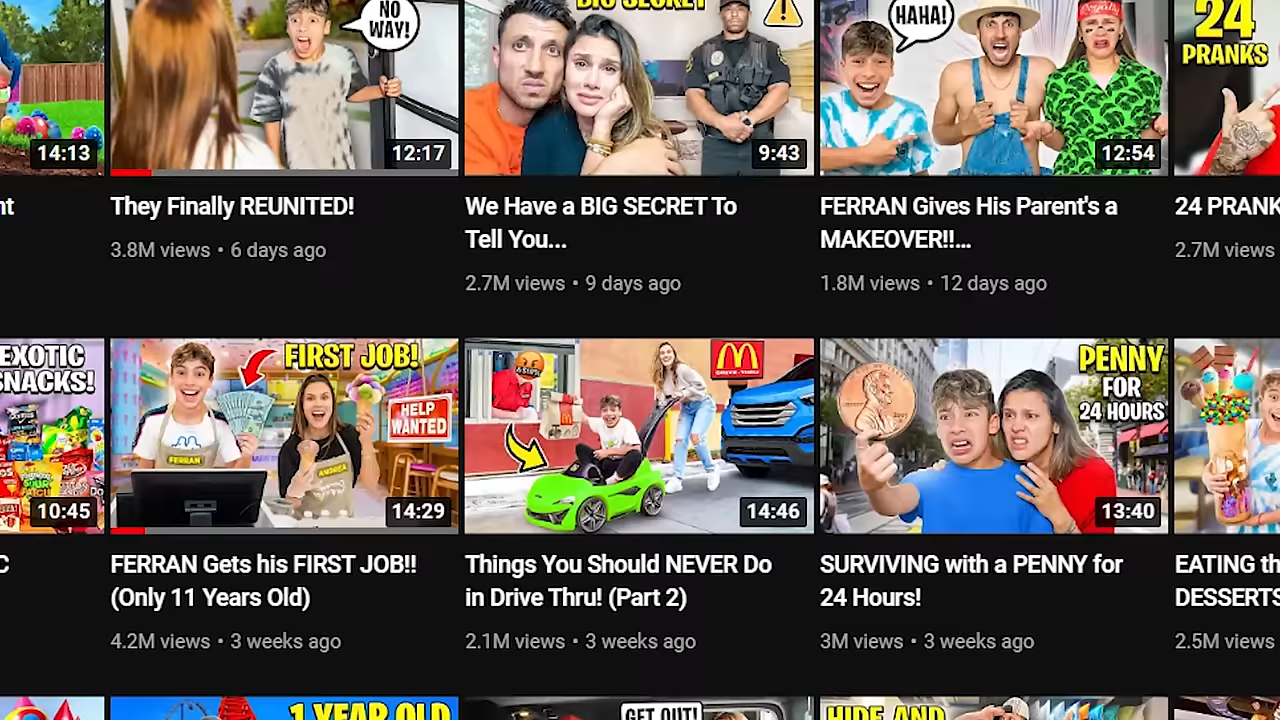 NO
WAY!
BIG SECRET
HAHA!
24
PRANKS
14:13
12:17
9:43
12:54
nt
They Finally REUNITED!
3.8M views • 6 days ago
We Have a BIG SECRET To
Tell You...
2.7M views • 9 days ago
FERRAN Gives His Parent's a
MAKEOVER!!...
1.8M views • 12 days ago
24 PRANK
2.7M views
EXOTIC
SNACKS!
10:45
FIRST JOB!
HELP
WANTED
FERRAN
ANDREA
14:29
14:46
PENNY
FOR
24 HOURS
13:40
C
FERRAN Gets his FIRST JOB!!
(Only 11 Years Old)
4.2M views • 3 weeks ago
Things You Should NEVER Do
in Drive Thru! (Part 2)
2.1M views • 3 weeks ago
SURVIVING with a PENNY for
24 Hours!
3M views • 3 weeks ago
EATING th
DESSERTS
2.5M views
1 YEAR OLD
GET OUT!
HIDE AND